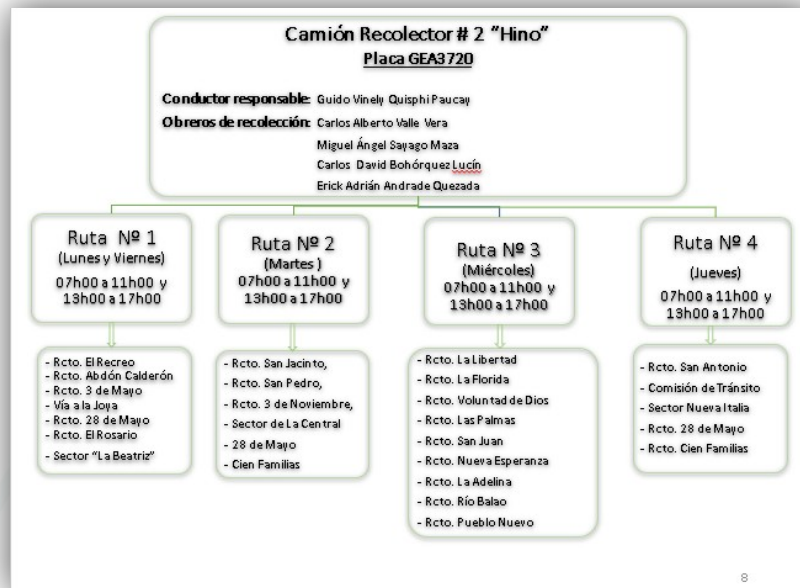 Camión Recolector # 2 "Hino"
Placa GEA3720
Conductor responsable: Guido Vinely Quisphi Paucay
Obreros de recolección: Carlos Alberto Valle Vera
Miguel Ángel Sayago Maza
Carlos David Bohórquez Lucín
Erick Adrián Andrade Quezada
Ruta Nº 1
(Lunes y Viernes)
07h00 a 11h00 y
13h00 a 17h00
- Rcto. El Recreo
- Rcto. Abdón Calderón
- Rcto. 3 de Mayo
- Vía a la Joya
- Rcto. 28 de Mayo
- Rcto. El Rosario
- Sector "La Beatriz"
Ruta Nº 2
(Martes )
07h00 a 11h00 y
13h00 a 17h00
- Rcto. San Jacinto,
- Rcto. San Pedro,
- Rcto. 3 de Noviembre,
- Sector de La Central
- 28 de Mayo
- Cien Familias
Ruta Nº 3
(Miércoles)
07h00 a 11h00 y
13h00 a 17h00
- Rcto. La Libertad
- Rcto. La Florida
- Rcto. Voluntad de Dios
- Rcto. Las Palmas
- Rcto. San Juan
- Rcto. Nueva Esperanza
- Rcto. La Adelina
- Rcto. Río Balao
- Rcto. Pueblo Nuevo
Ruta Nº 4
(Jueves)
07h00 a 11h00 y
13h00 a 17h00
- Rcto. San Antonio
- Comisión de Tránsito
- Sector Nueva Italia
- Rcto. 28 de Mayo
- Rcto. Cien Familias
8